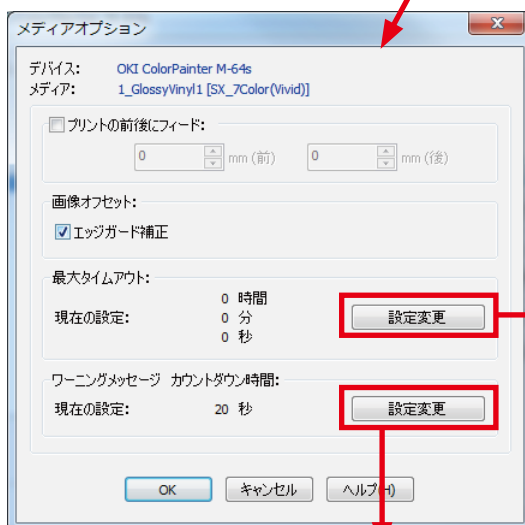 メディアオプション
デバイス: OKI ColorPainter M-64s
メディア: 1_GlossyVinyl1 [SX_7Color(Vivid)]
プリントの前後にフィード:
0 mm (前) 0 mm (後)
画像オフセット:
エッジガード補正
最大タイムアウト:
0 時間
現在の設定: 0 分 設定変更
0 秒
ワーニングメッセージ カウントダウン時間:
現在の設定: 20 秒 設定変更
OK キャンセル ヘルプ(H)